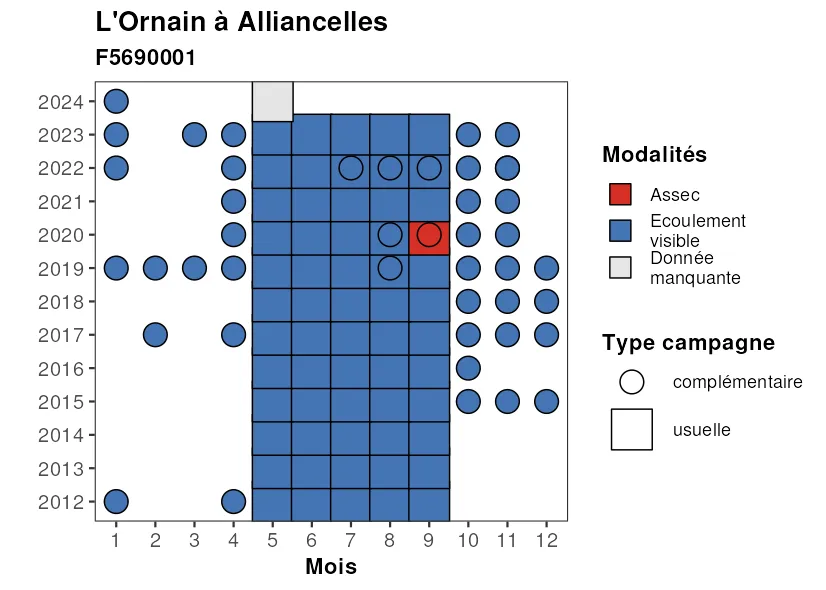 L'Ornain à Alliancelles
F5690001
2024
2023
2022
2021
2020
2019
2018
2017
2016
2015
2014
2013
2012
1 2 3 4 5 6 7 8 9 10 11 12
Mois
Modalités
Assec
Ecoulement
visible
Donnée
manquante
Type campagne
complémentaire
usuelle